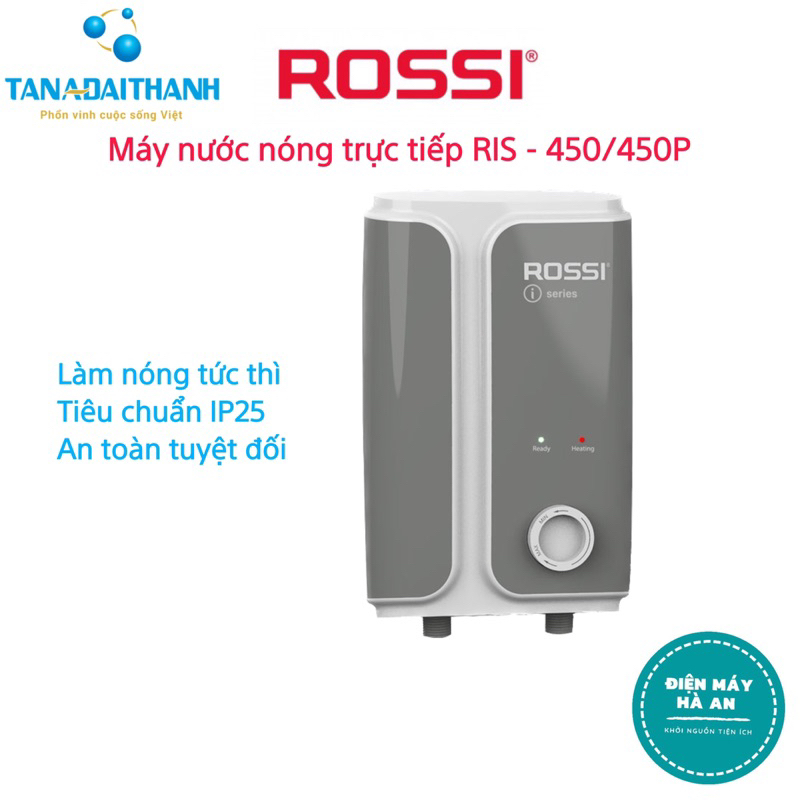 TANADAITHANH
Phồn vinh cuộc sống Việt
ROSSI®
Máy nước nóng trực tiếp RIS - 450/450P
ROSSI®
i series
Làm nóng tức thì
Tiêu chuẩn IP25
An toàn tuyệt đối
Ready Heating
MIN
MAX
ĐIỆN MÁY
HÀ AN
KHỞI NGUỒN TIỆN ÍCH